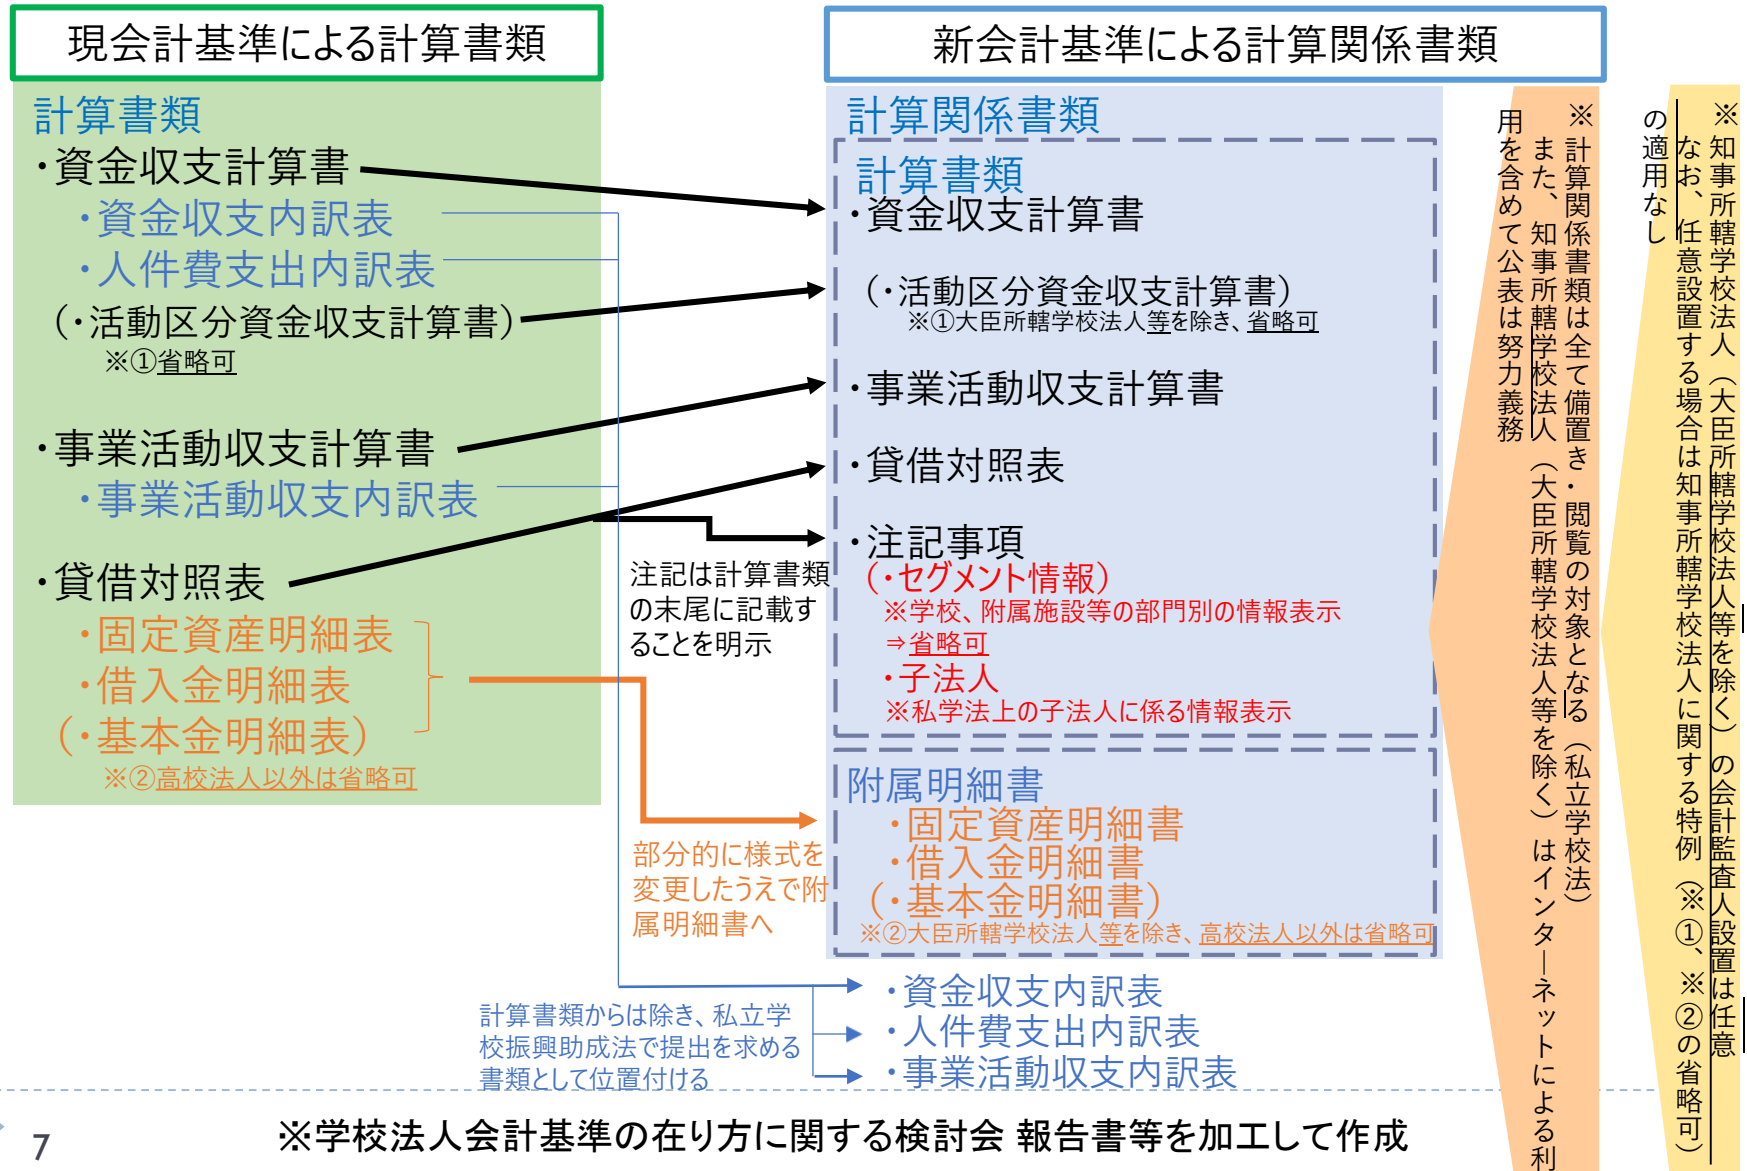 現会計基準による計算書類
計算書類
・資金収支計算書
・資金収支内訳表
・人件費支出内訳表
（・活動区分資金収支計算書）
※①省略可
・事業活動収支計算書
・事業活動収支内訳表
・貸借対照表
・固定資産明細表
・借入金明細表
（・基本金明細表）
※②高校法人以外は省略可
新会計基準による計算関係書類
計算関係書類
計算書類
・資金収支計算書
（・活動区分資金収支計算書）
※①大臣所轄学校法人等を除き、省略可
・事業活動収支計算書
・貸借対照表
・注記事項
（・セグメント情報）
※学校、附属施設等の部門別の情報表示
⇒省略可
・子法人
※私学法上の子法人に係る情報表示
注記は計算書類
の末尾に記載す
ることを明示
附属明細書
・固定資産明細書
・借入金明細書
（・基本金明細書）
※②大臣所轄学校法人等を除き、高校法人以外は省略可
部分的に様式を
変更したうえで附
属明細書へ
・資金収支内訳表
・人件費支出内訳表
・事業活動収支内訳表
計算書類からは除き、私立学
校振興助成法で提出を求める
書類として位置付ける
※計算関係書類は全て備置き・閲覧の対象となる（私立学校法）
また、知事所轄学校法人（大臣所轄学校法人等を除く）はインターネットによる利
用を含めて公表は努力義務
※知事所轄学校法人（大臣所轄学校法人等を除く）の会計監査人設置は任意
なお、任意設置する場合は知事所轄学校法人に関する特例（※①、※②の省略可）
の適用なし
7
※学校法人会計基準の在り方に関する検討会 報告書等を加工して作成